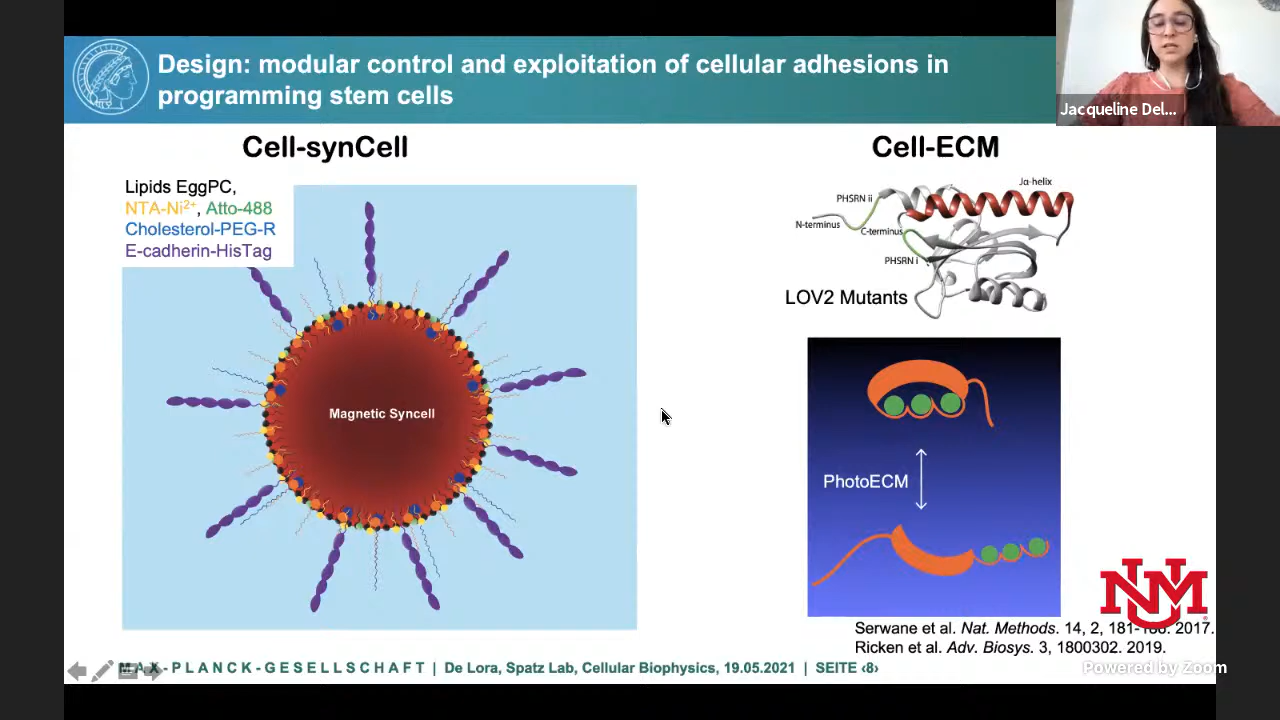 Design: modular control and exploitation of cellular adhesions in
programming stem cells
Jacqueline Del...
Cell-synCell
Cell-ECM
Lipids EggPC,
NTA-Ni²⁺, Atto-488
Cholesterol-PEG-R
E-cadherin-HisTag
Magnetic Syncell
Jα-helix
PHSRN ii
N-terminus
C-terminus
PHSRN i
LOV2 Mutants
PhotoECM
UNM
Serwane et al. Nat. Methods. 14, 2, 181-186. 2017.
Ricken et al. Adv. Biosys. 3, 1800302. 2019.
MAX-PLANCK-GESELLSCHAFT | De Lora, Spatz Lab, Cellular Biophysics, 19.05.2021 | SEITE ‹8›
Powered by Zoom